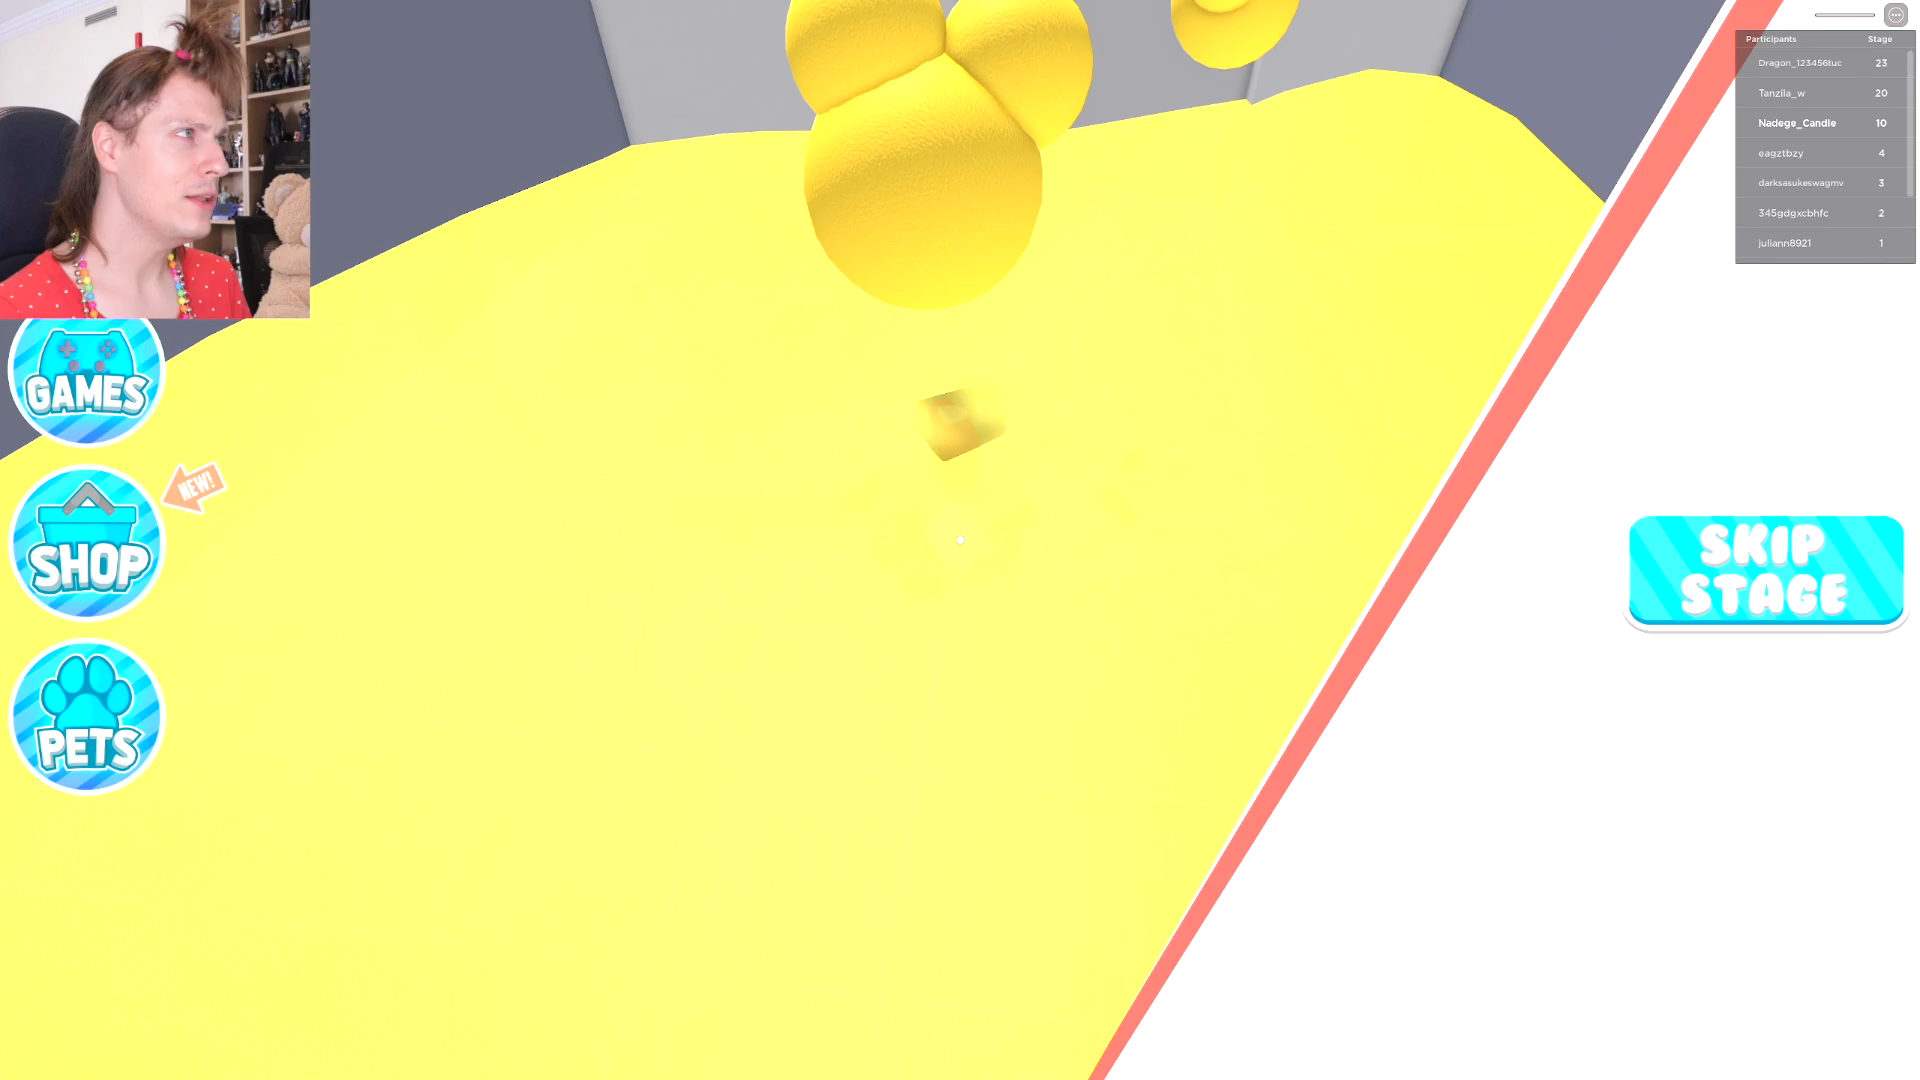 Participants Stage
Dragon_123456tuc 23
Tanzila_w 20
Nadege_Candle 10
eagztbzy 4
darksasukeswagmv 3
345gdgxcbhfc 2
juliann8921 1
GAMES
NEW!
SHOP
PETS
SKIP
STAGE